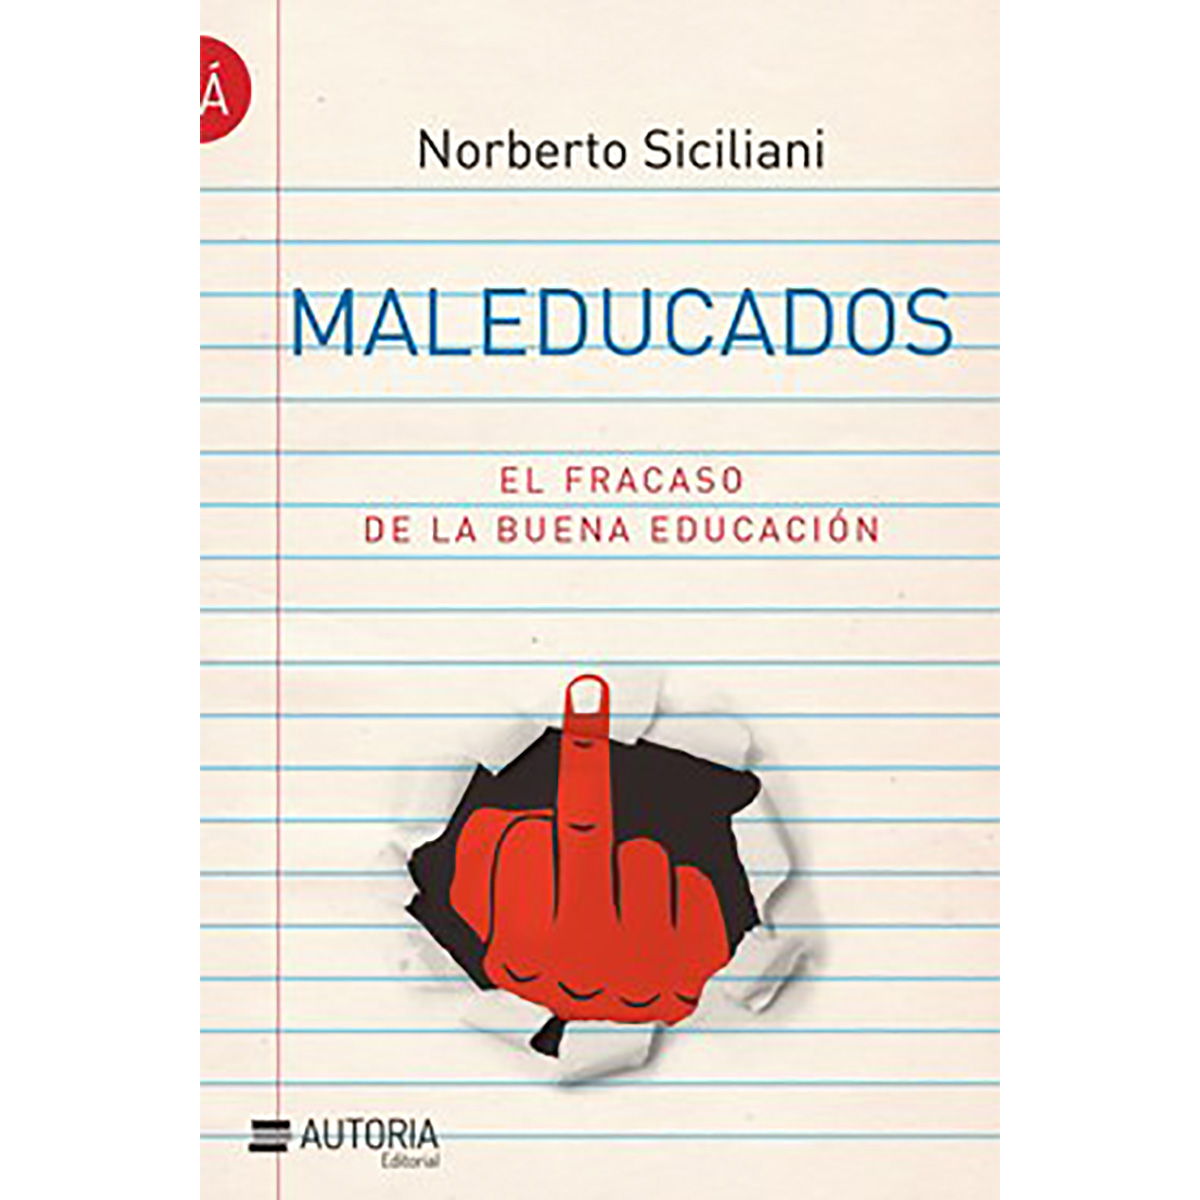 Á
Norberto Siciliani
MALEDUCADOS
EL FRACASO
DE LA BUENA EDUCACIÓN
AUTORIA
Editorial